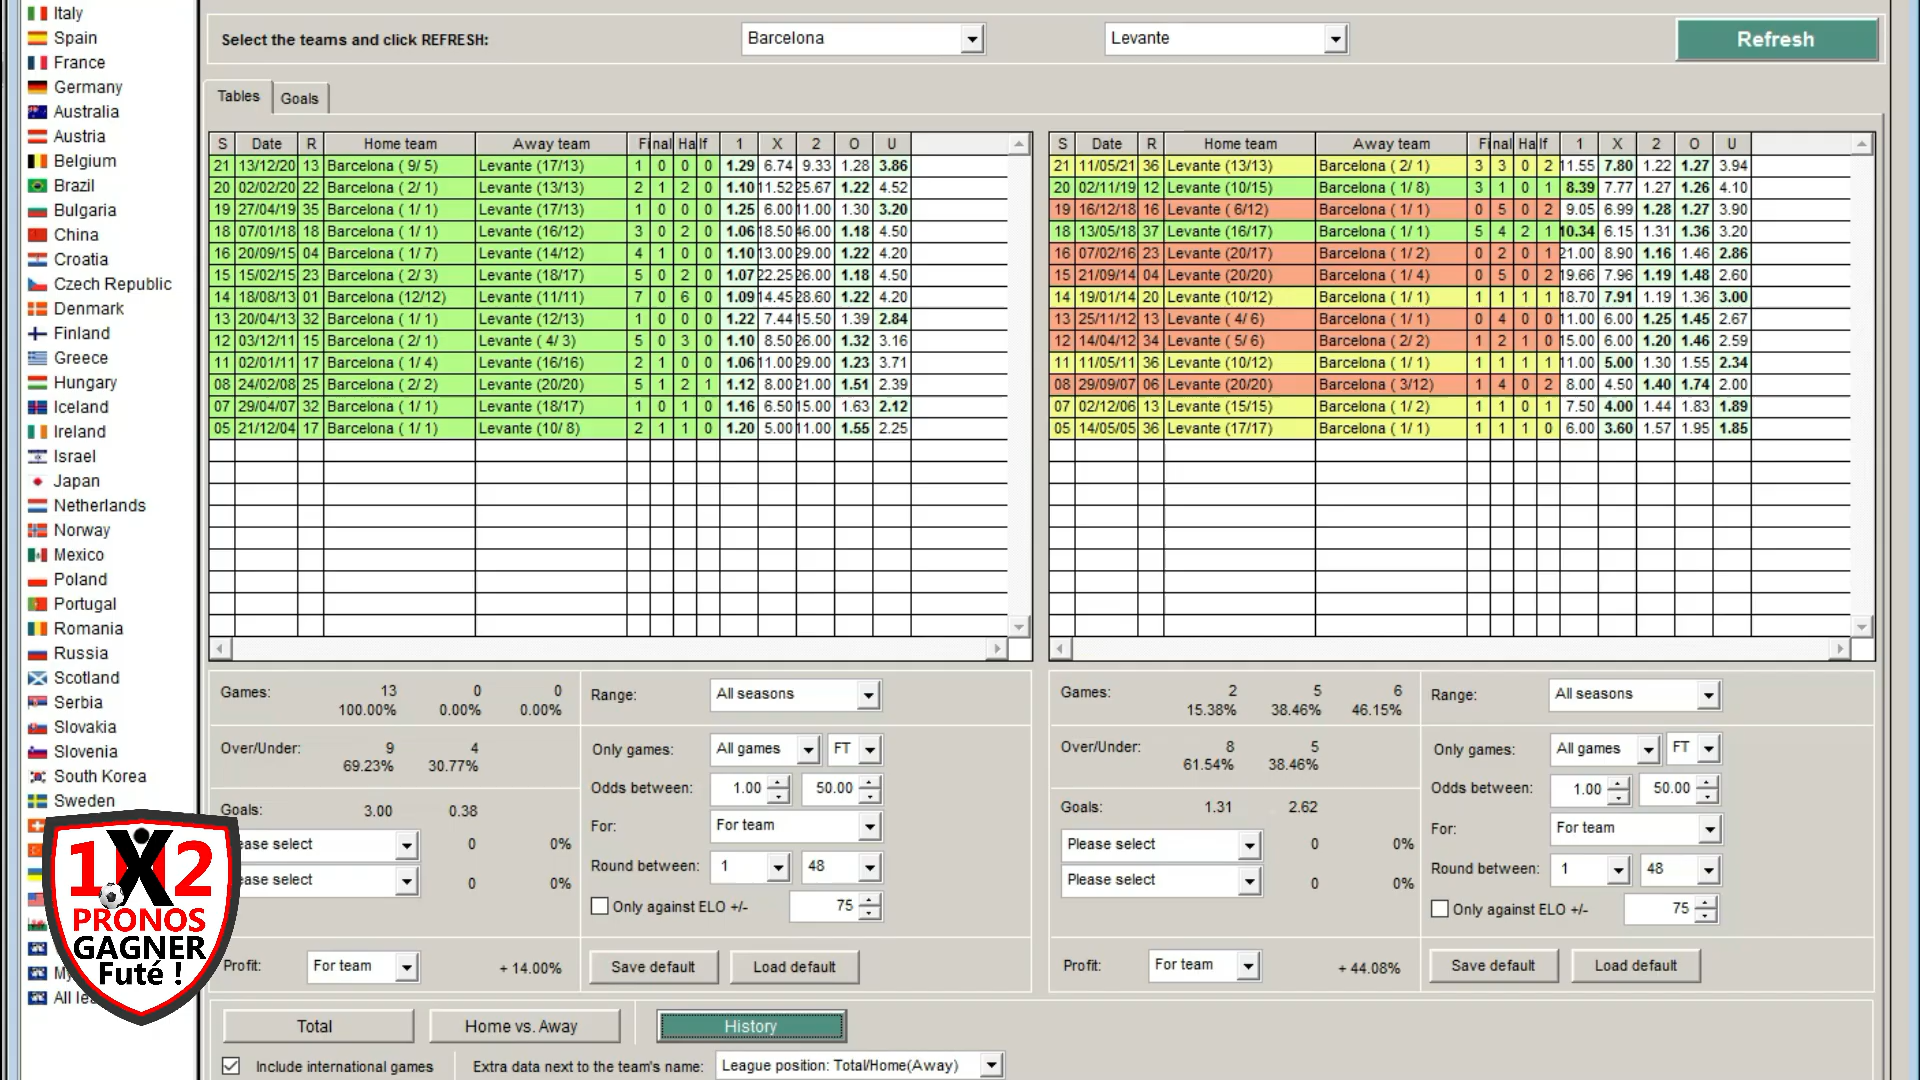 Italy
Spain
France
Germany
Australia
Austria
Belgium
Brazil
Bulgaria
China
Croatia
Czech Republic
Denmark
Finland
Greece
Hungary
Iceland
Ireland
Israel
Japan
Netherlands
Norway
Mexico
Poland
Portugal
Romania
Russia
Scotland
Serbia
Slovakia
Slovenia
South Korea
Sweden
1X2
PRONOS
GAGNER
Futé !
Select the teams and click REFRESH: Barcelona Levante Refresh
Tables Goals
S Date R Home team Away team Final Half 1 X 2 O U
21 13/12/20 13 Barcelona ( 9/ 5) Levante (17/13) 1 0 0 0 1.29 6.74 9.33 1.28 3.86
20 02/02/20 22 Barcelona ( 2/ 1) Levante (13/13) 2 1 2 0 1.10 11.52 25.67 1.22 4.52
19 27/04/19 35 Barcelona ( 1/ 1) Levante (17/13) 1 0 0 0 1.25 6.00 11.00 1.30 3.20
18 07/01/18 18 Barcelona ( 1/ 1) Levante (16/12) 3 0 2 0 1.06 18.50 46.00 1.18 4.50
16 20/09/15 04 Barcelona ( 1/ 7) Levante (14/12) 4 1 0 0 1.10 13.00 29.00 1.22 4.20
15 15/02/15 23 Barcelona ( 2/ 3) Levante (18/17) 5 0 2 0 1.07 22.25 26.00 1.18 4.50
14 18/08/13 01 Barcelona (12/12) Levante (11/11) 7 0 6 0 1.09 14.45 28.60 1.22 4.20
13 20/04/13 32 Barcelona ( 1/ 1) Levante (12/13) 1 0 0 0 1.22 7.44 15.50 1.39 2.84
12 03/12/11 15 Barcelona ( 2/ 1) Levante ( 4/ 3) 5 0 3 0 1.10 8.50 26.00 1.32 3.16
11 02/01/11 17 Barcelona ( 1/ 4) Levante (16/16) 2 1 0 0 1.06 11.00 29.00 1.23 3.71
08 24/02/08 25 Barcelona ( 2/ 2) Levante (20/20) 5 1 2 1 1.12 8.00 21.00 1.51 2.39
07 29/04/07 32 Barcelona ( 1/ 1) Levante (18/17) 1 0 1 0 1.16 6.50 15.00 1.63 2.12
05 21/12/04 17 Barcelona ( 1/ 1) Levante (10/ 8) 2 1 1 0 1.20 5.00 11.00 1.55 2.25
S Date R Home team Away team Final Half 1 X 2 O U
21 11/05/21 36 Levante (13/13) Barcelona ( 2/ 1) 3 3 0 2 11.55 7.80 1.22 1.27 3.94
20 02/11/19 12 Levante (10/15) Barcelona ( 1/ 8) 3 1 0 1 8.39 7.77 1.27 1.26 4.10
19 16/12/18 16 Levante ( 6/12) Barcelona ( 1/ 1) 0 5 0 2 9.05 6.99 1.28 1.27 3.90
18 13/05/18 37 Levante (16/17) Barcelona ( 1/ 1) 5 4 2 1 10.34 6.15 1.31 1.36 3.20
16 07/02/16 23 Levante (20/17) Barcelona ( 1/ 2) 0 2 0 1 21.00 8.90 1.16 1.46 2.86
15 21/09/14 04 Levante (20/20) Barcelona ( 1/ 4) 0 5 0 2 19.66 7.96 1.19 1.48 2.60
14 19/01/14 20 Levante (10/12) Barcelona ( 1/ 1) 1 1 1 1 18.70 7.91 1.19 1.36 3.00
13 25/11/12 13 Levante ( 4/ 6) Barcelona ( 1/ 1) 0 4 0 0 11.00 6.00 1.25 1.45 2.67
12 14/04/12 34 Levante ( 5/ 6) Barcelona ( 2/ 2) 1 2 1 0 15.00 6.00 1.20 1.46 2.59
11 11/05/11 36 Levante (10/12) Barcelona ( 1/ 1) 1 1 1 1 11.00 5.00 1.30 1.55 2.34
08 29/09/07 06 Levante (20/20) Barcelona ( 3/12) 1 4 0 2 8.00 4.50 1.40 1.74 2.00
07 02/12/06 13 Levante (15/15) Barcelona ( 1/ 2) 1 1 0 1 7.50 4.00 1.44 1.83 1.89
05 14/05/05 36 Levante (17/17) Barcelona ( 1/ 1) 1 1 1 0 6.00 3.60 1.57 1.95 1.85
Games: 13 0 0
100.00% 0.00% 0.00%
Over/Under: 9 4
69.23% 30.77%
Goals: 3.00 0.38
ease select 0 0%
ease select 0 0%
Profit: For team + 14.00%
Range: All seasons
Only games: All games FT
Odds between: 1.00 50.00
For: For team
Round between: 1 48
Only against ELO +/- 75
Save default Load default
Games: 2 5 6
15.38% 38.46% 46.15%
Over/Under: 8 5
61.54% 38.46%
Goals: 1.31 2.62
Please select 0 0%
Please select 0 0%
Profit: For team + 44.08%
Range: All seasons
Only games: All games FT
Odds between: 1.00 50.00
For: For team
Round between: 1 48
Only against ELO +/- 75
Save default Load default
Total Home vs. Away History
Include international games Extra data next to the team's name: League position: Total/Home(Away)